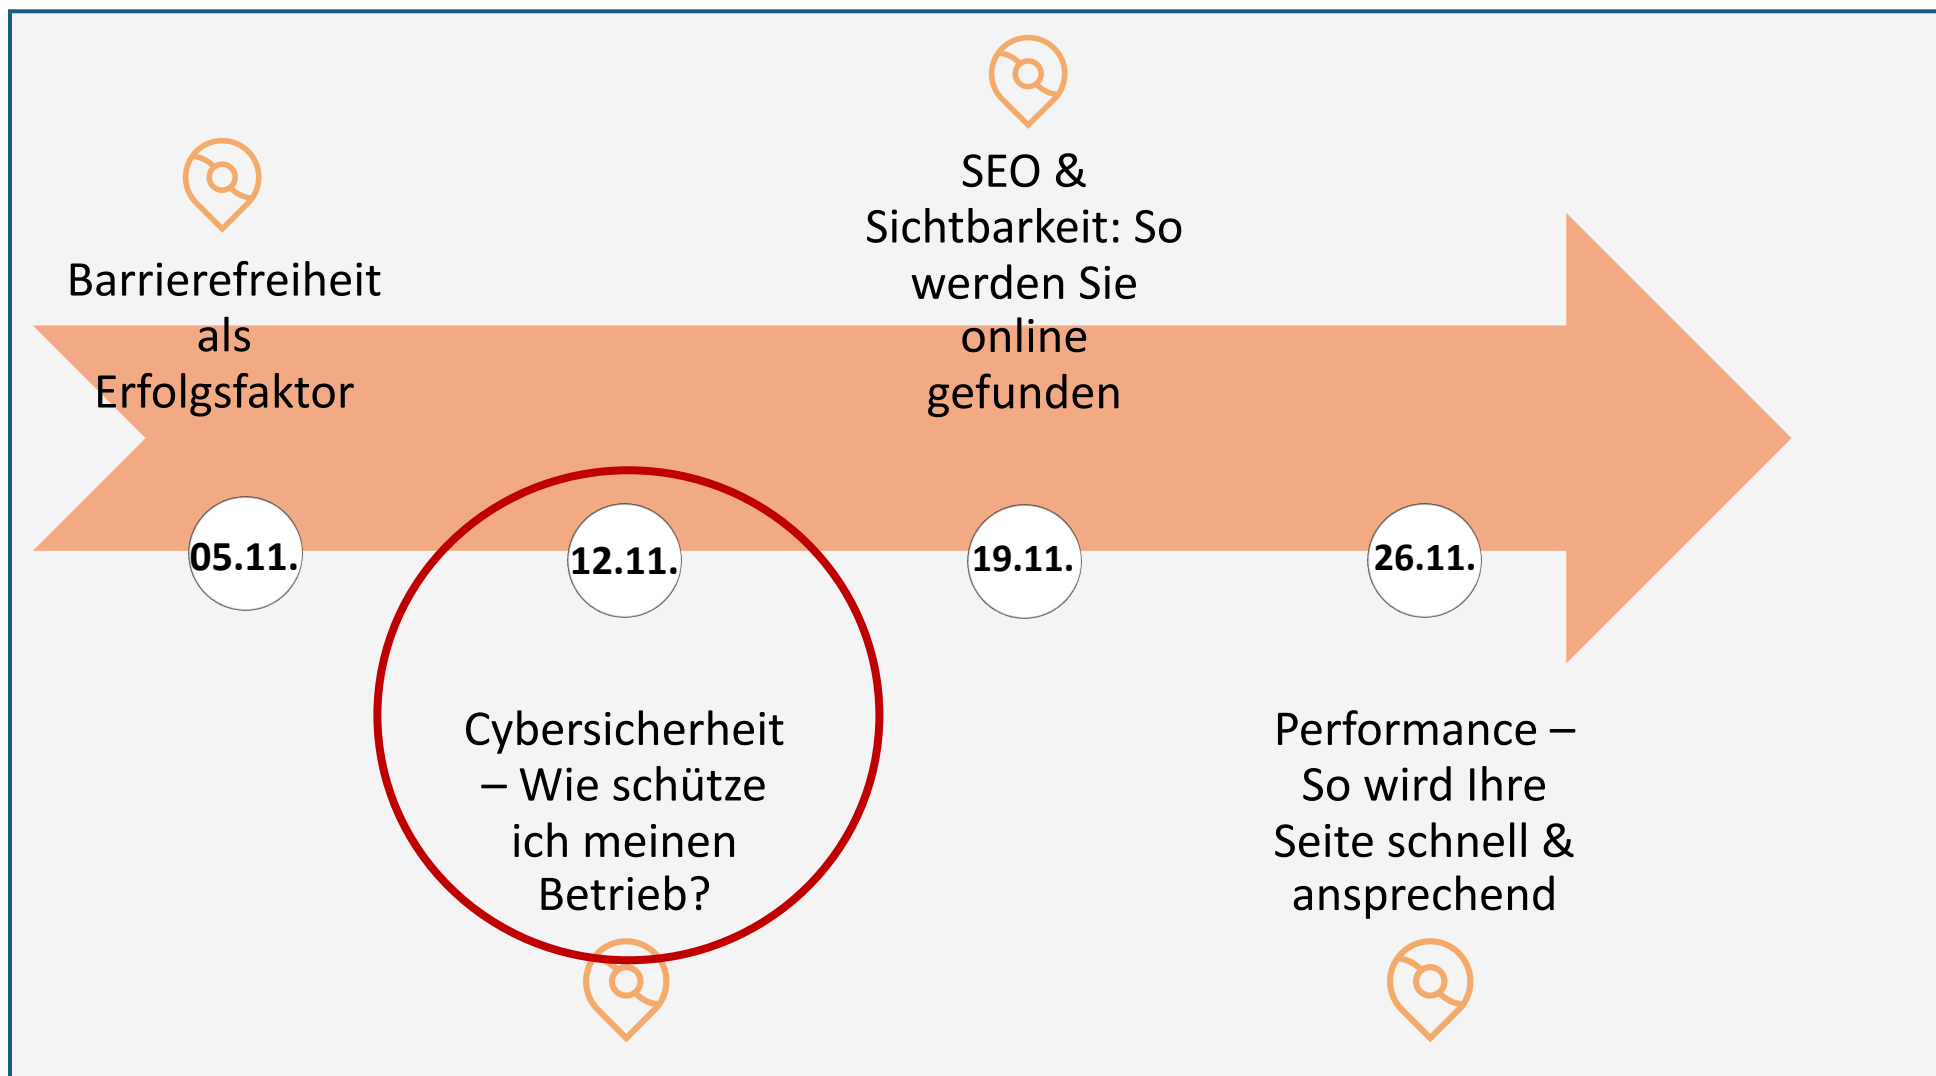 Barrierefreiheit
als
Erfolgsfaktor
05.11.
12.11.
Cybersicherheit
– Wie schütze
ich meinen
Betrieb?
SEO &
Sichtbarkeit: So
werden Sie
online
gefunden
19.11.
26.11.
Performance –
So wird Ihre
Seite schnell &
ansprechend